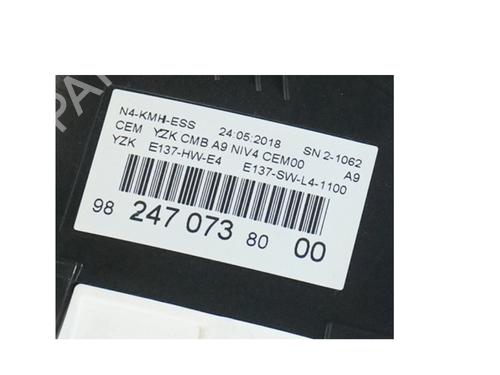 N4-KMH-ESS 24:05:2018 SN 2-1062
CEM YZK CMB A9 NIV4 CEM00 A9
YZK E137-HW-E4 E137-SW-L4-1100
98 247 073 80 00